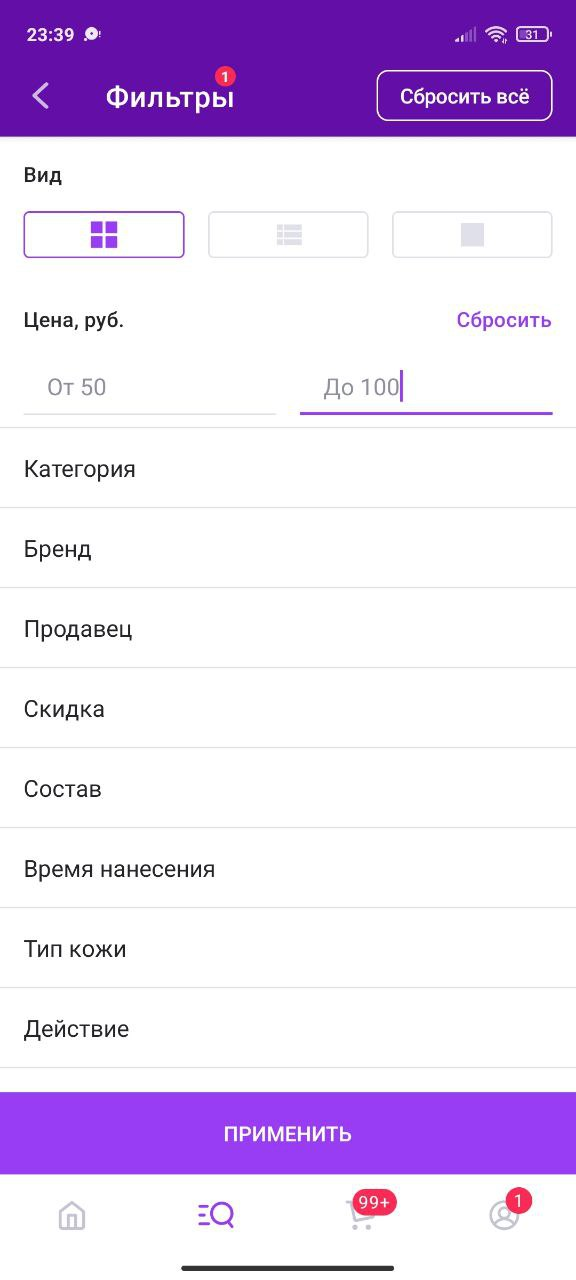 23:39
31
Фильтры
1
Сбросить всё
Вид
Цена, руб.
Сбросить
От 50
До 100
Категория
Бренд
Продавец
Скидка
Состав
Время нанесения
Тип кожи
Действие
ПРИМЕНИТЬ
99+
1